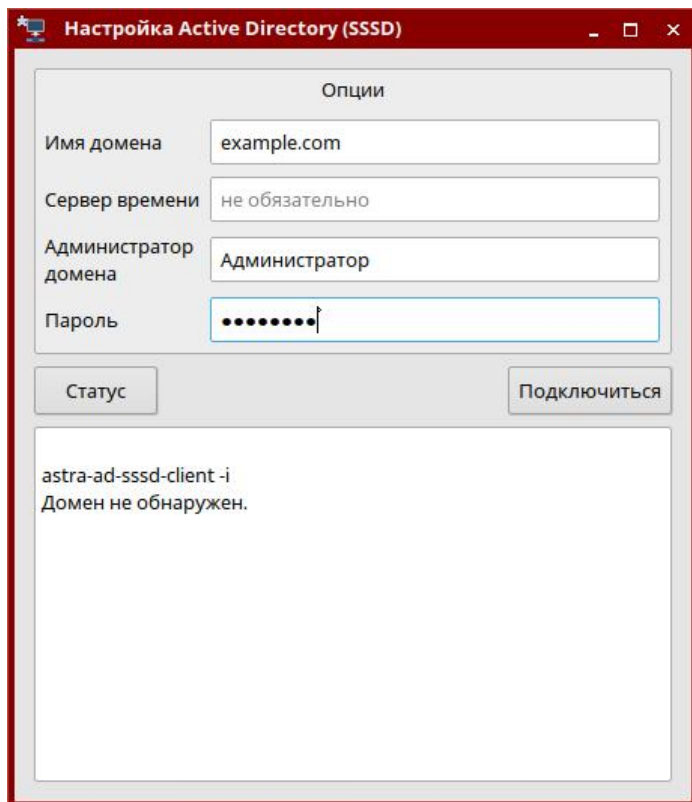 Настройка Active Directory (SSSD)
Опции
Имя домена
example.com
Сервер времени
не обязательно
Администратор
домена
Администратор
Пароль
••••••••
Статус
Подключиться
astra-ad-sssd-client -i
Домен не обнаружен.